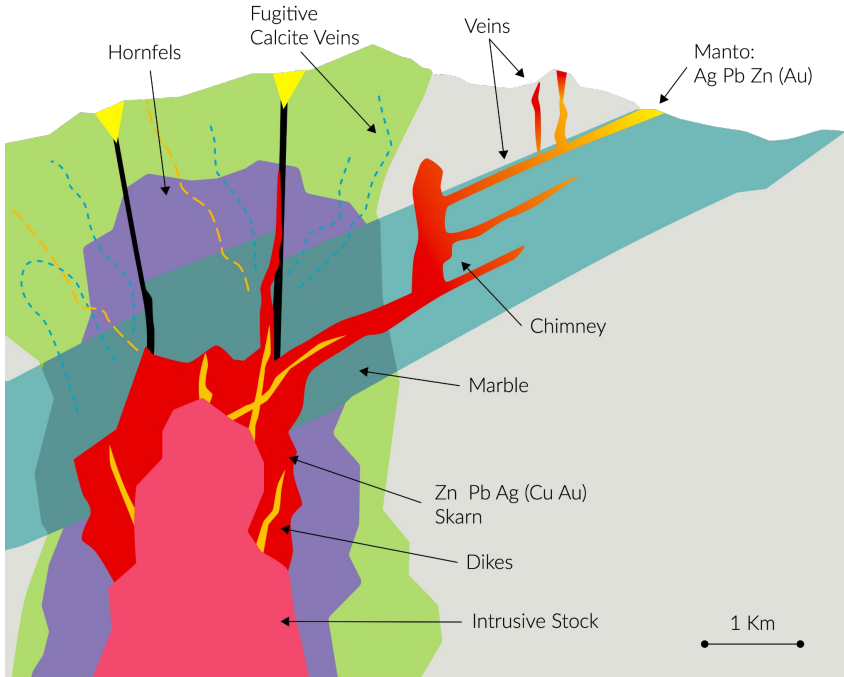 Fugitive
Calcite Veins
Hornfels
Veins
Manto:
Ag Pb Zn (Au)
Chimney
Marble
Zn Pb Ag (Cu Au)
Skarn
Dikes
Intrusive Stock
1 Km